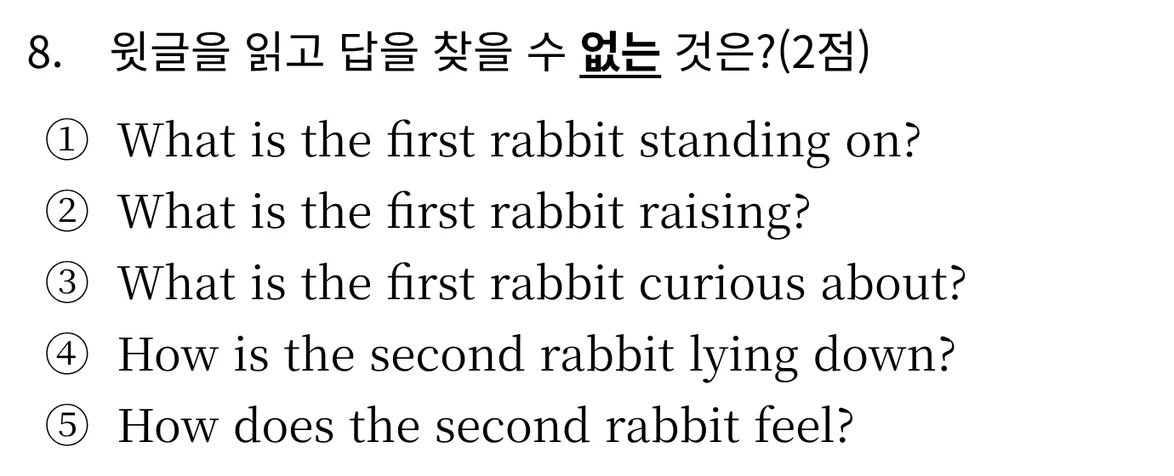 8. 윗글을 읽고 답을 찾을 수 없는 것은?(2점)
① What is the first rabbit standing on?
② What is the first rabbit raising?
③ What is the first rabbit curious about?
④ How is the second rabbit lying down?
⑤ How does the second rabbit feel?